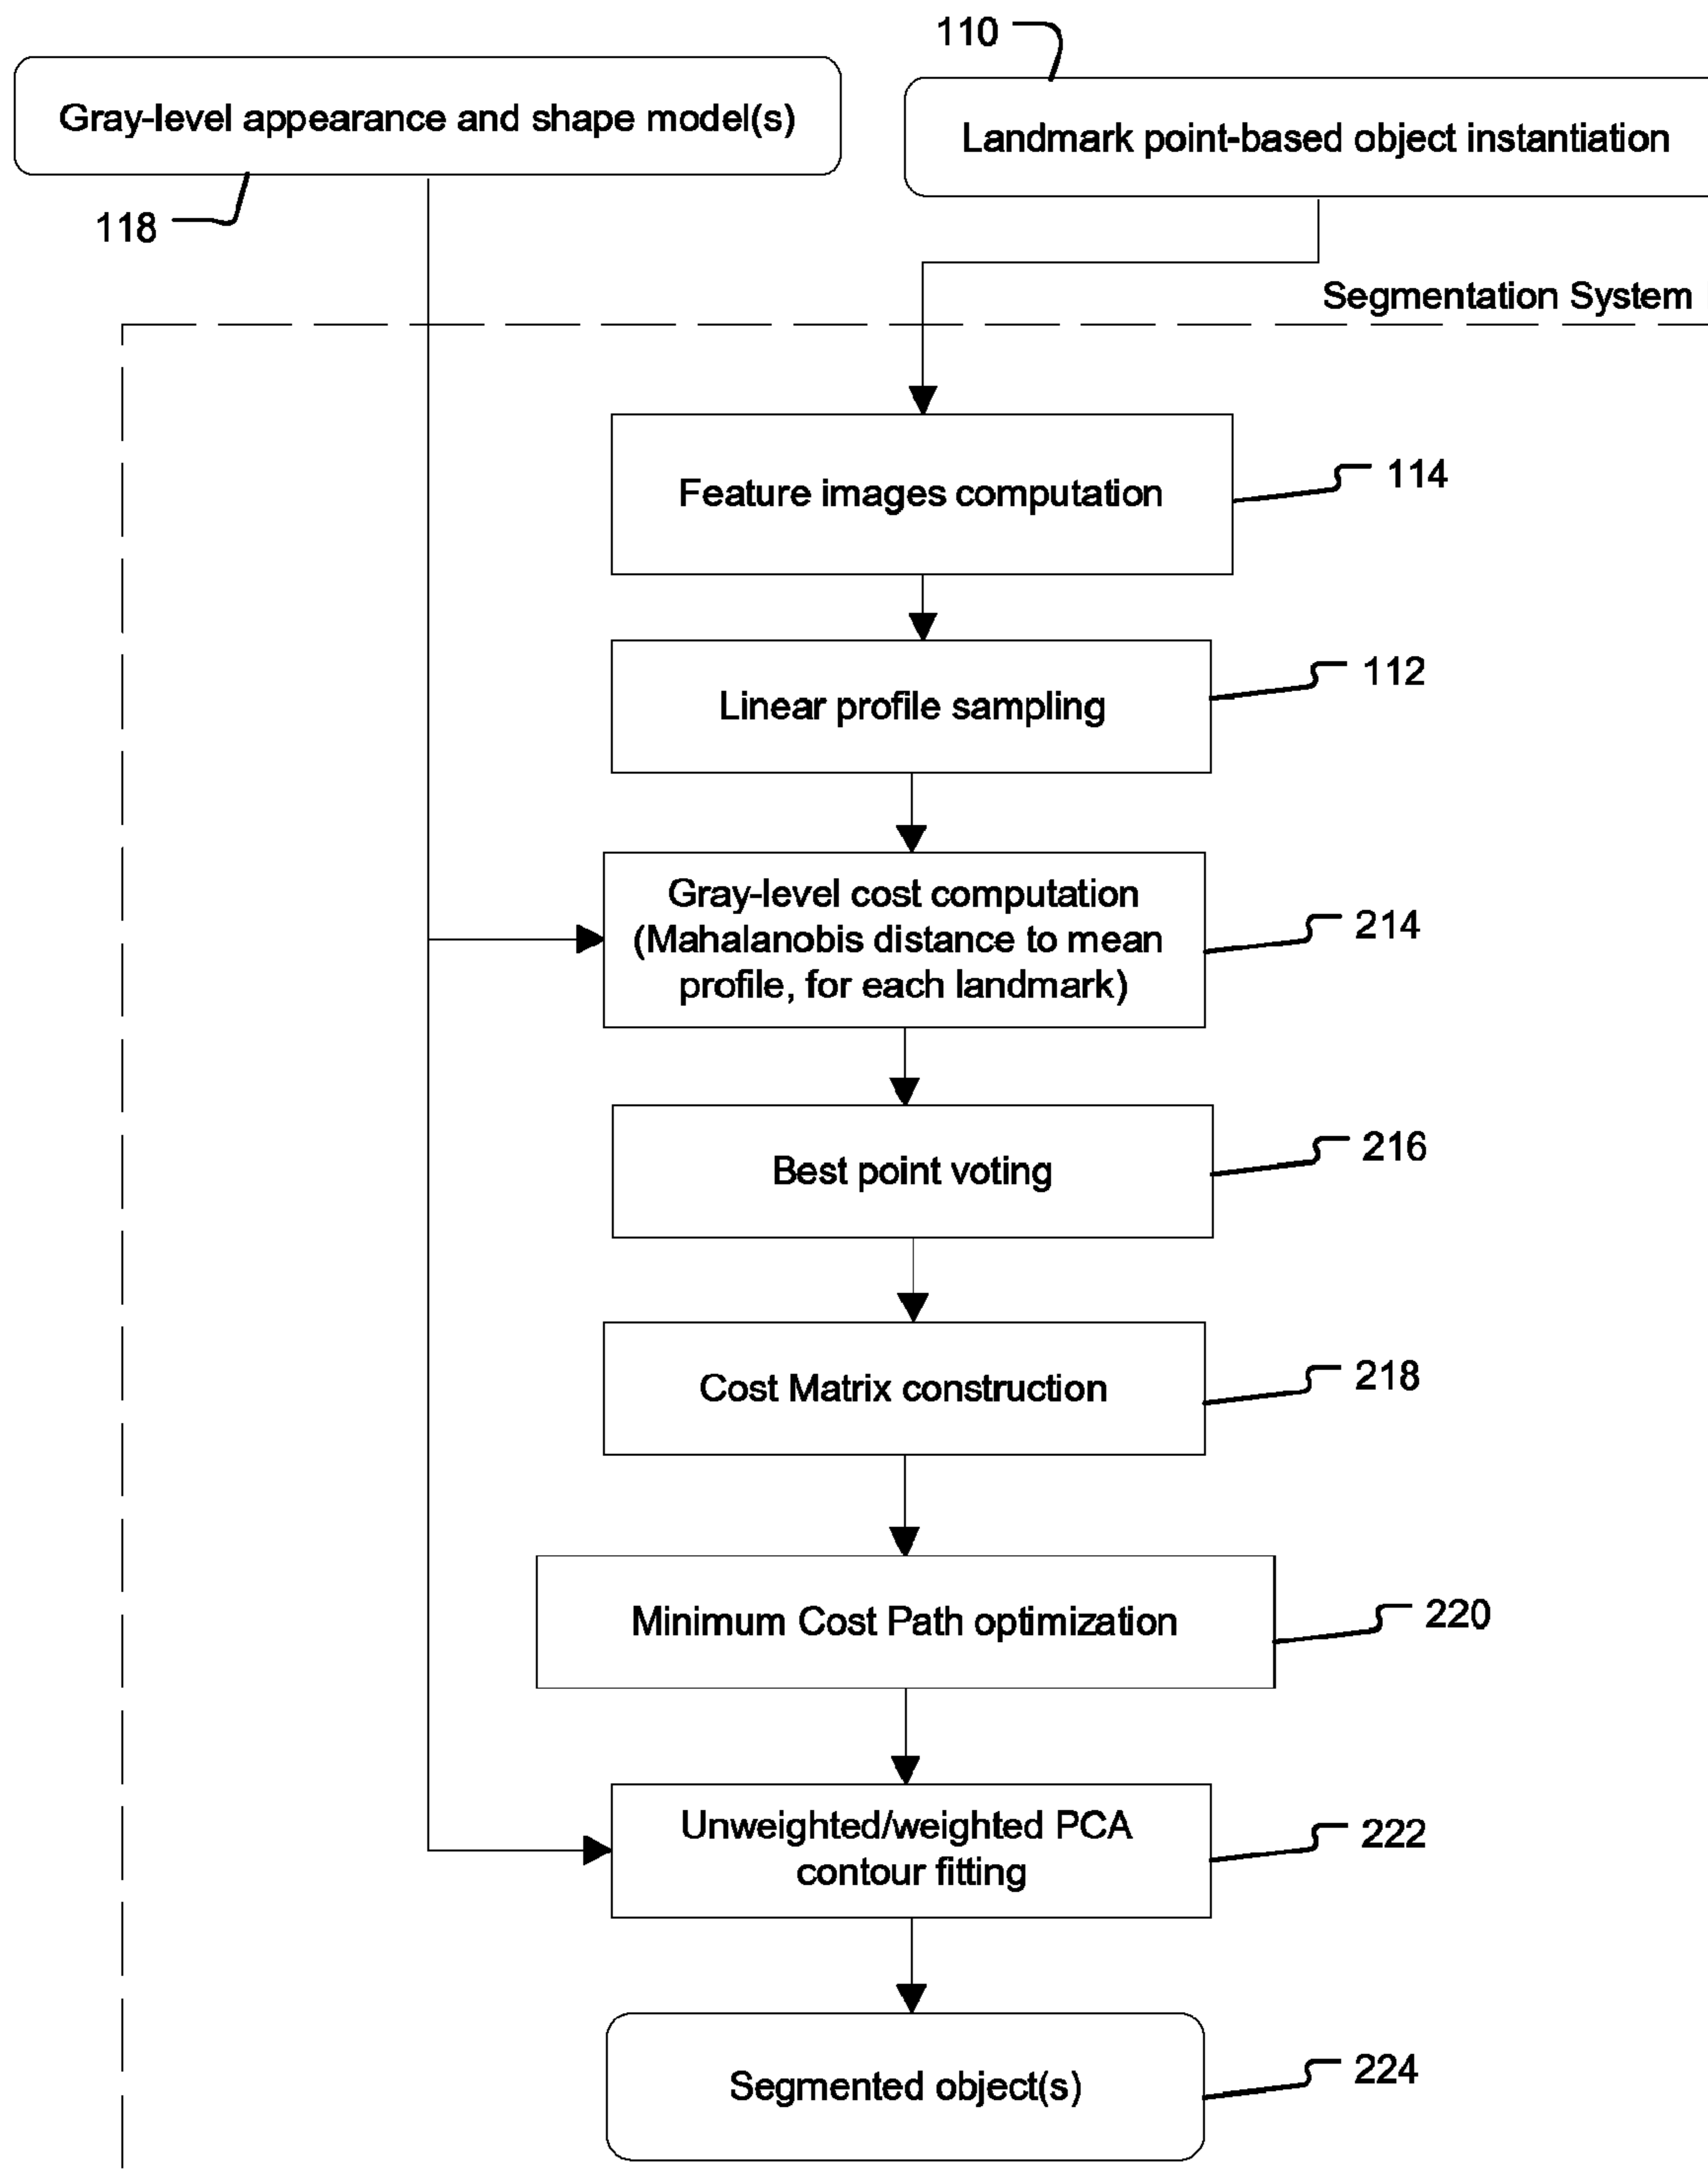 110
Gray-level appearance and shape model(s)
Landmark point-based object instantiation
118
Segmentation System
Feature images computation
114
Linear profile sampling
112
Gray-level cost computation
(Mahalanobis distance to mean
profile, for each landmark)
214
Best point voting
216
Cost Matrix construction
218
Minimum Cost Path optimization
220
Unweighted/weighted PCA
contour fitting
222
Segmented object(s)
224